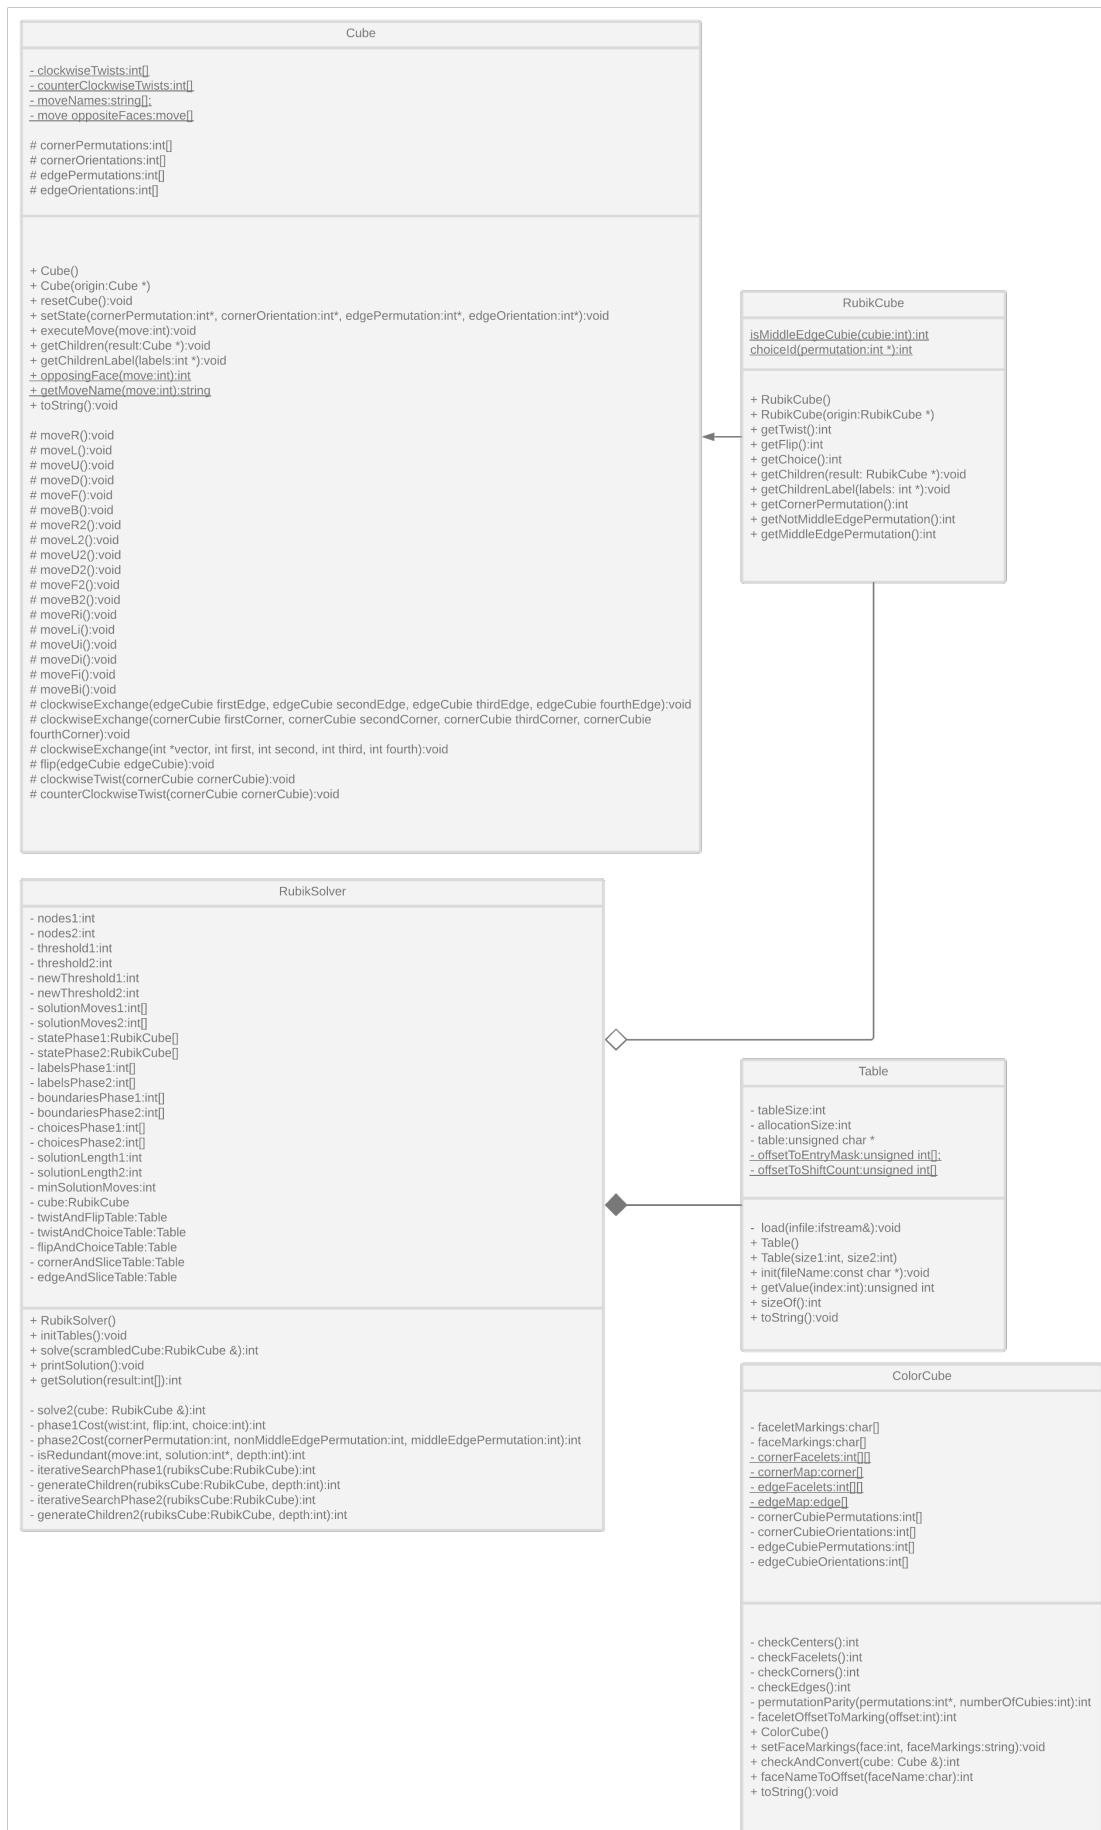 Cube
- clockwiseTwists:int[]
- counterClockwiseTwists:int[]
- moveNames:string[];
- move oppositeFaces:move[]
# cornerPermutations:int[]
# cornerOrientations:int[]
# edgePermutations:int[]
# edgeOrientations:int[]
+ Cube()
+ Cube(origin:Cube *)
+ resetCube():void
+ setState(cornerPermutation:int*, cornerOrientation:int*, edgePermutation:int*, edgeOrientation:int*):void
+ executeMove(move:int):void
+ getChildren(result:Cube *):void
+ getChildrenLabel(labels:int *):void
+ opposingFace(move:int):int
+ getMoveName(move:int):string
+ toString():void
# moveR():void
# moveL():void
# moveU():void
# moveD():void
# moveF():void
# moveB():void
# moveR2():void
# moveL2():void
# moveU2():void
# moveD2():void
# moveF2():void
# moveB2():void
# moveRi():void
# moveLi():void
# moveUi():void
# moveDi():void
# moveFi():void
# moveBi():void
# clockwiseExchange(edgeCubie firstEdge, edgeCubie secondEdge, edgeCubie thirdEdge, edgeCubie fourthEdge):void
# clockwiseExchange(cornerCubie firstCorner, cornerCubie secondCorner, cornerCubie thirdCorner, cornerCubie
fourthCorner):void
# clockwiseExchange(int *vector, int first, int second, int third, int fourth):void
# flip(edgeCubie edgeCubie):void
# clockwiseTwist(cornerCubie cornerCubie):void
# counterClockwiseTwist(cornerCubie cornerCubie):void
RubikCube
isMiddleEdgeCubie(cubie:int):int
choiceId(permutation:int *):int
+ RubikCube()
+ RubikCube(origin:RubikCube *)
+ getTwist():int
+ getFlip():int
+ getChoice():int
+ getChildren(result: RubikCube *):void
+ getChildrenLabel(labels: int *):void
+ getCornerPermutation():int
+ getNotMiddleEdgePermutation():int
+ getMiddleEdgePermutation():int
RubikSolver
- nodes1:int
- nodes2:int
- threshold1:int
- threshold2:int
- newThreshold1:int
- newThreshold2:int
- solutionMoves1:int[]
- solutionMoves2:int[]
- statePhase1:RubikCube[]
- statePhase2:RubikCube[]
- labelsPhase1:int[]
- labelsPhase2:int[]
- boundariesPhase1:int[]
- boundariesPhase2:int[]
- choicesPhase1:int[]
- choicesPhase2:int[]
- solutionLength1:int
- solutionLength2:int
- minSolutionMoves:int
- cube:RubikCube
- twistAndFlipTable:Table
- twistAndChoiceTable:Table
- flipAndChoiceTable:Table
- cornerAndSliceTable:Table
- edgeAndSliceTable:Table
+ RubikSolver()
+ initTables():void
+ solve(scrambledCube:RubikCube &):int
+ printSolution():void
+ getSolution(result:int[]):int
- solve2(cube: RubikCube &):int
- phase1Cost(wist:int, flip:int, choice:int):int
- phase2Cost(cornerPermutation:int, nonMiddleEdgePermutation:int, middleEdgePermutation:int):int
- isRedundant(move:int, solution:int*, depth:int):int
- iterativeSearchPhase1(rubiksCube:RubikCube):int
- generateChildren(rubiksCube:RubikCube, depth:int):int
- iterativeSearchPhase2(rubiksCube:RubikCube):int
- generateChildren2(rubiksCube:RubikCube, depth:int):int
Table
- tableSize:int
- allocationSize:int
- table:unsigned char *
- offsetToEntryMask:unsigned int[];
- offsetToShiftCount:unsigned int[]
- load(infile:ifstream&):void
+ Table()
+ Table(size1:int, size2:int)
+ init(fileName:const char *):void
+ getValue(index:int):unsigned int
+ sizeOf():int
+ toString():void
ColorCube
- faceletMarkings:char[]
- faceMarkings:char[]
- cornerFacelets:int[][]
- cornerMap:corner[]
- edgeFacelets:int[][]
- edgeMap:edge[]
- cornerCubiePermutations:int[]
- cornerCubieOrientations:int[]
- edgeCubiePermutations:int[]
- edgeCubieOrientations:int[]
- checkCenters():int
- checkFacelets():int
- checkCorners():int
- checkEdges():int
- permutationParity(permutations:int*, numberOfCubies:int):int
- faceletOffsetToMarking(offset:int):int
+ ColorCube()
+ setFaceMarkings(face:int, faceMarkings:string):void
+ checkAndConvert(cube: Cube &):int
+ faceNameToOffset(faceName:char):int
+ toString():void